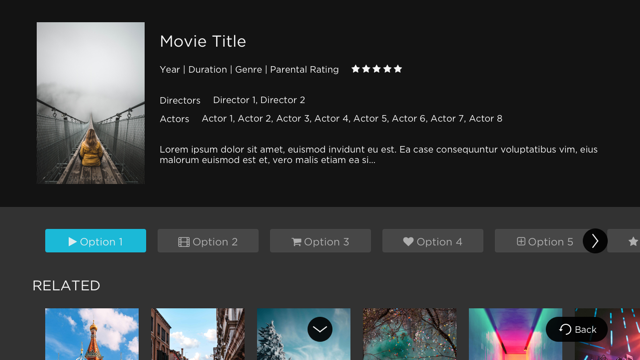 Movie Title
Year | Duration | Genre | Parental Rating
Directors Director 1, Director 2
Actors Actor 1, Actor 2, Actor 3, Actor 4, Actor 5, Actor 6, Actor 7, Actor 8
Lorem ipsum dolor sit amet, euismod invidunt eu est. Ea case consequuntur voluptatibus vim, eius
malorum euismod est et, vero malis etiam ea si...
Option 1 Option 2 Option 3 Option 4 Option 5
RELATED
Back